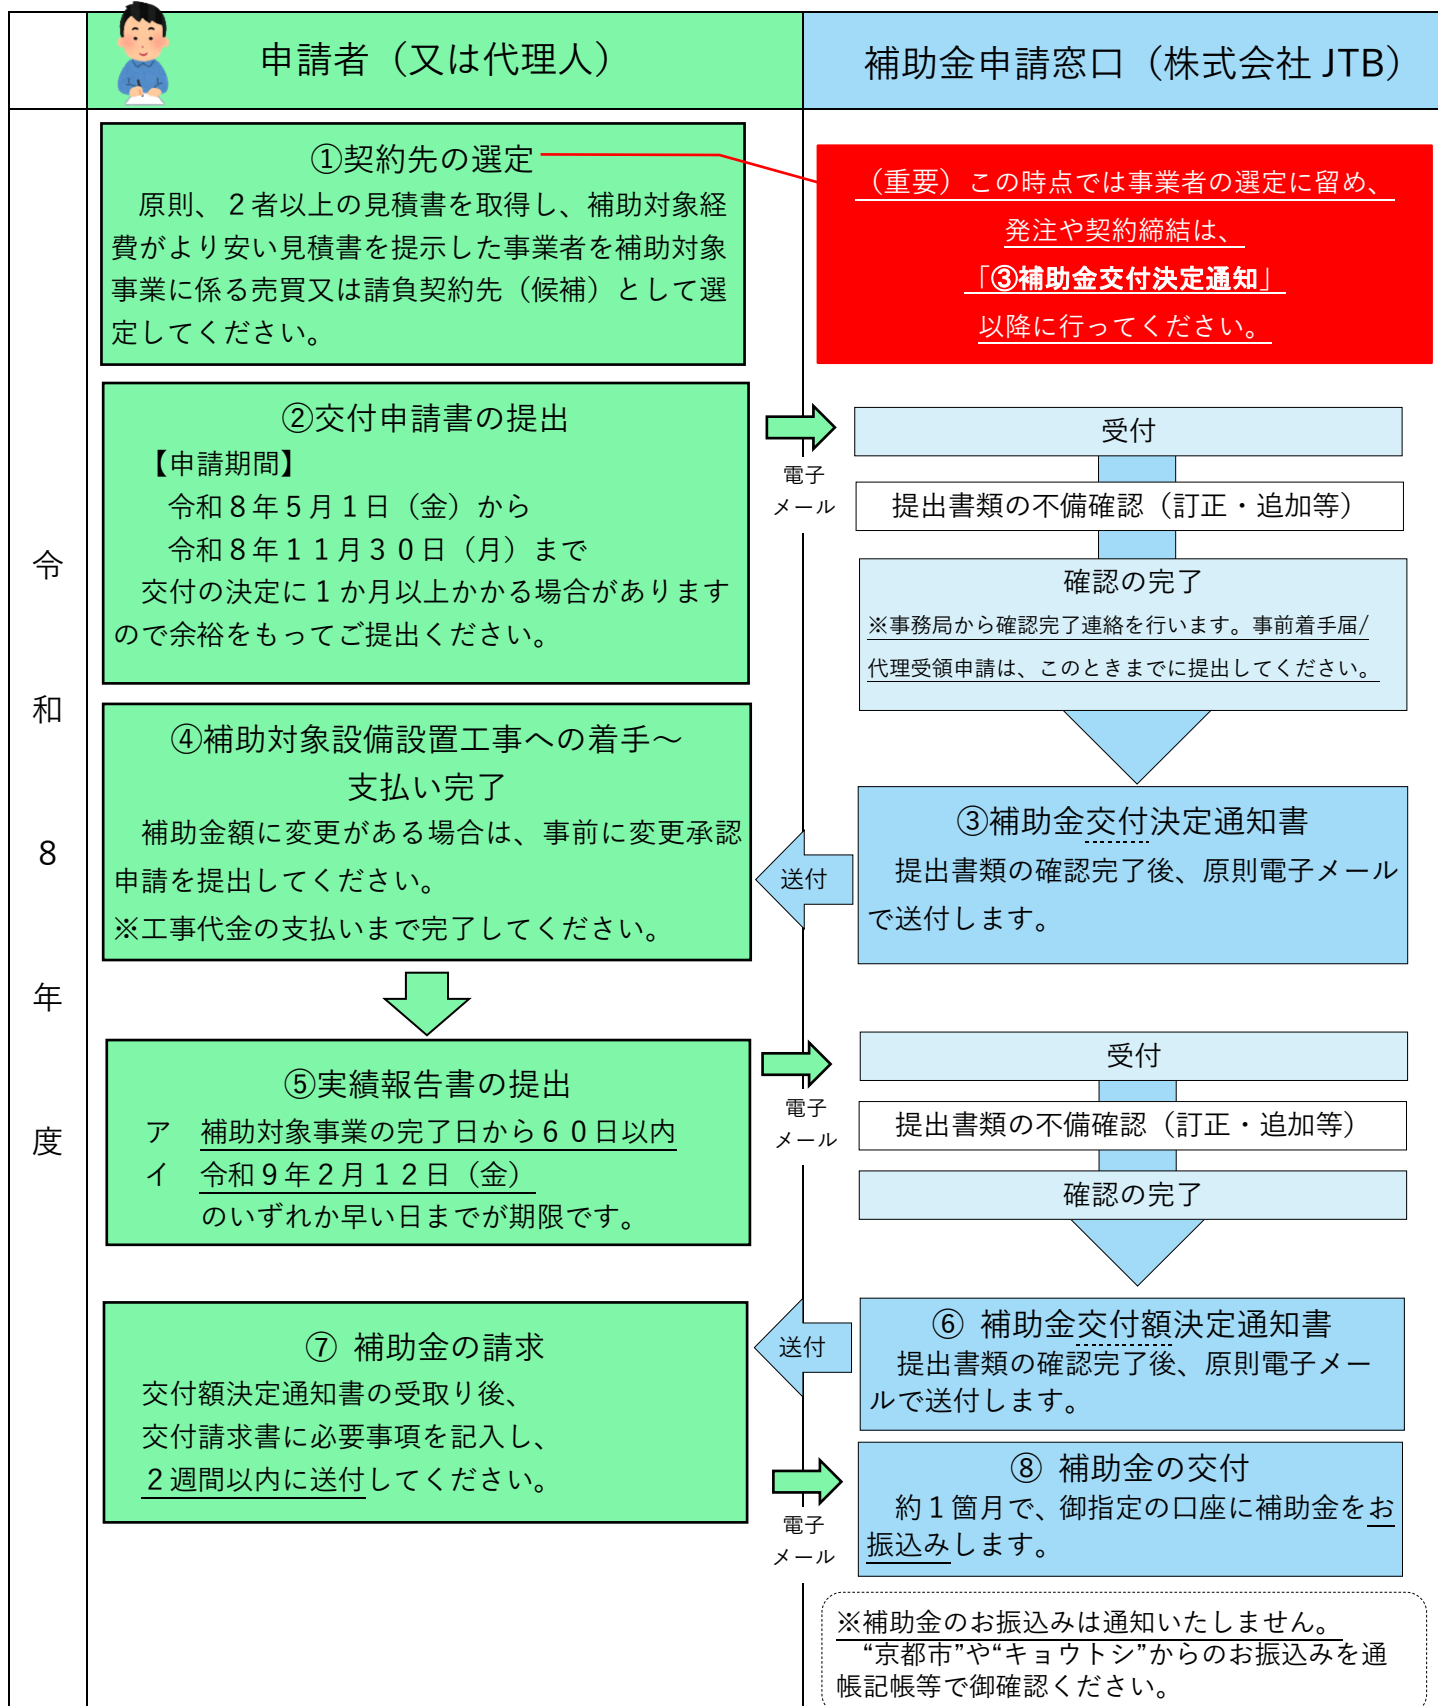 申請者（又は代理人）
補助金申請窓口（株式会社 JTB）
令和8年度
①契約先の選定
原則、２者以上の見積書を取得し、補助対象経
費がより安い見積書を提示した事業者を補助対象
事業に係る売買又は請負契約先（候補）として選
定してください。
（重要）この時点では事業者の選定に留め、
発注や契約締結は、
「③補助金交付決定通知」
以降に行ってください。
②交付申請書の提出
【申請期間】
令和８年５月１日（金）から
令和８年１１月３０日（月）まで
交付の決定に１か月以上かかる場合があります
ので余裕をもってご提出ください。
電子
メール
受付
提出書類の不備確認（訂正・追加等）
確認の完了
※事務局から確認完了連絡を行います。事前着手届/
代理受領申請は、このときまでに提出してください。
③補助金交付決定通知書
提出書類の確認完了後、原則電子メール
で送付します。
送付
④補助対象設備設置工事への着手～
支払い完了
補助金額に変更がある場合は、事前に変更承認
申請を提出してください。
※工事代金の支払いまで完了してください。
⑤実績報告書の提出
ア　補助対象事業の完了日から６０日以内
イ　令和９年２月１２日（金）
のいずれか早い日までが期限です。
電子
メール
受付
提出書類の不備確認（訂正・追加等）
確認の完了
⑥ 補助金交付額決定通知書
提出書類の確認完了後、原則電子メー
ルで送付します。
送付
⑦ 補助金の請求
交付額決定通知書の受取り後、
交付請求書に必要事項を記入し、
２週間以内に送付してください。
電子
メール
⑧ 補助金の交付
約１箇月で、御指定の口座に補助金をお
振込みします。
※補助金のお振込みは通知いたしません。
“京都市”や“キョウトシ”からのお振込みを通
帳記帳等で御確認ください。